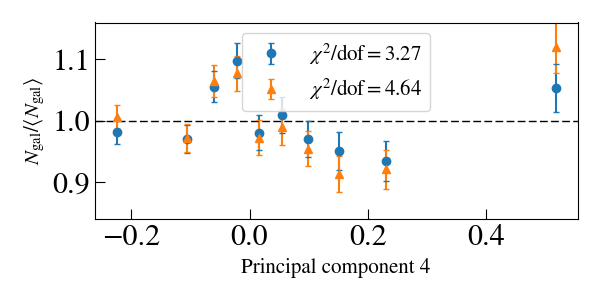 1.1
1.0
0.9
N_gal/⟨N_gal⟩
χ²/dof = 3.27
χ²/dof = 4.64
−0.2 0.0 0.2 0.4
Principal component 4